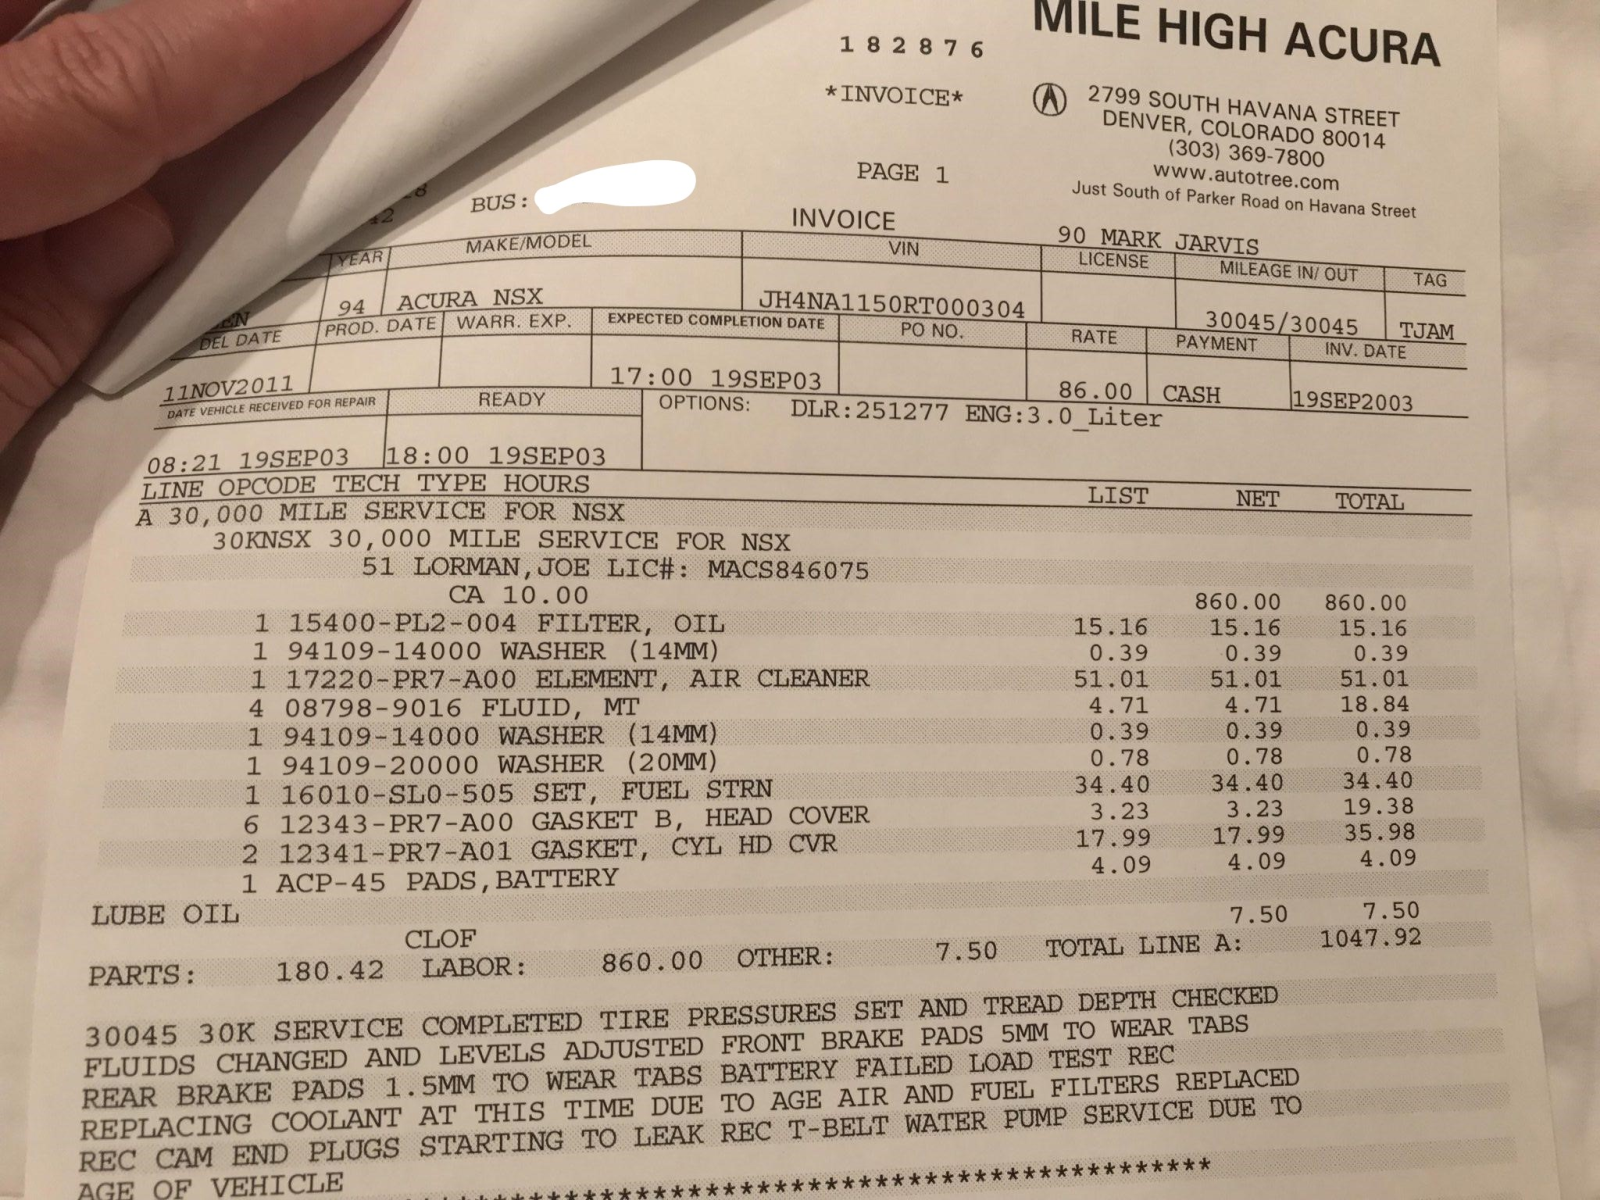 MILE HIGH ACURA
182876
*INVOICE*
2799 SOUTH HAVANA STREET
DENVER, COLORADO 80014
(303) 369-7800
www.autotree.com
Just South of Parker Road on Havana Street
PAGE 1
BUS:
INVOICE
90 MARK JARVIS
YEAR MAKE/MODEL VIN LICENSE MILEAGE IN/ OUT TAG
94 ACURA NSX JH4NA1150RT000304 30045/30045 TJAM
DEL DATE PROD. DATE WARR. EXP. EXPECTED COMPLETION DATE PO NO. RATE PAYMENT INV. DATE
11NOV2011 17:00 19SEP03 86.00 CASH 19SEP2003
DATE VEHICLE RECEIVED FOR REPAIR READY OPTIONS: DLR:251277 ENG:3.0_Liter
08:21 19SEP03 18:00 19SEP03
LINE OPCODE TECH TYPE HOURS LIST NET TOTAL
A 30,000 MILE SERVICE FOR NSX
30KNSX 30,000 MILE SERVICE FOR NSX
51 LORMAN,JOE LIC#: MACS846075
CA 10.00 860.00 860.00
1 15400-PL2-004 FILTER, OIL 15.16 15.16 15.16
1 94109-14000 WASHER (14MM) 0.39 0.39 0.39
1 17220-PR7-A00 ELEMENT, AIR CLEANER 51.01 51.01 51.01
4 08798-9016 FLUID, MT 4.71 4.71 18.84
1 94109-14000 WASHER (14MM) 0.39 0.39 0.39
1 94109-20000 WASHER (20MM) 0.78 0.78 0.78
1 16010-SL0-505 SET, FUEL STRN 34.40 34.40 34.40
6 12343-PR7-A00 GASKET B, HEAD COVER 3.23 3.23 19.38
2 12341-PR7-A01 GASKET, CYL HD CVR 17.99 17.99 35.98
1 ACP-45 PADS,BATTERY 4.09 4.09 4.09
LUBE OIL
CLOF 7.50 7.50
PARTS: 180.42 LABOR: 860.00 OTHER: 7.50 TOTAL LINE A: 1047.92
30045 30K SERVICE COMPLETED TIRE PRESSURES SET AND TREAD DEPTH CHECKED
FLUIDS CHANGED AND LEVELS ADJUSTED FRONT BRAKE PADS 5MM TO WEAR TABS
REAR BRAKE PADS 1.5MM TO WEAR TABS BATTERY FAILED LOAD TEST REC
REPLACING COOLANT AT THIS TIME DUE TO AGE AIR AND FUEL FILTERS REPLACED
REC CAM END PLUGS STARTING TO LEAK REC T-BELT WATER PUMP SERVICE DUE TO
AGE OF VEHICLE